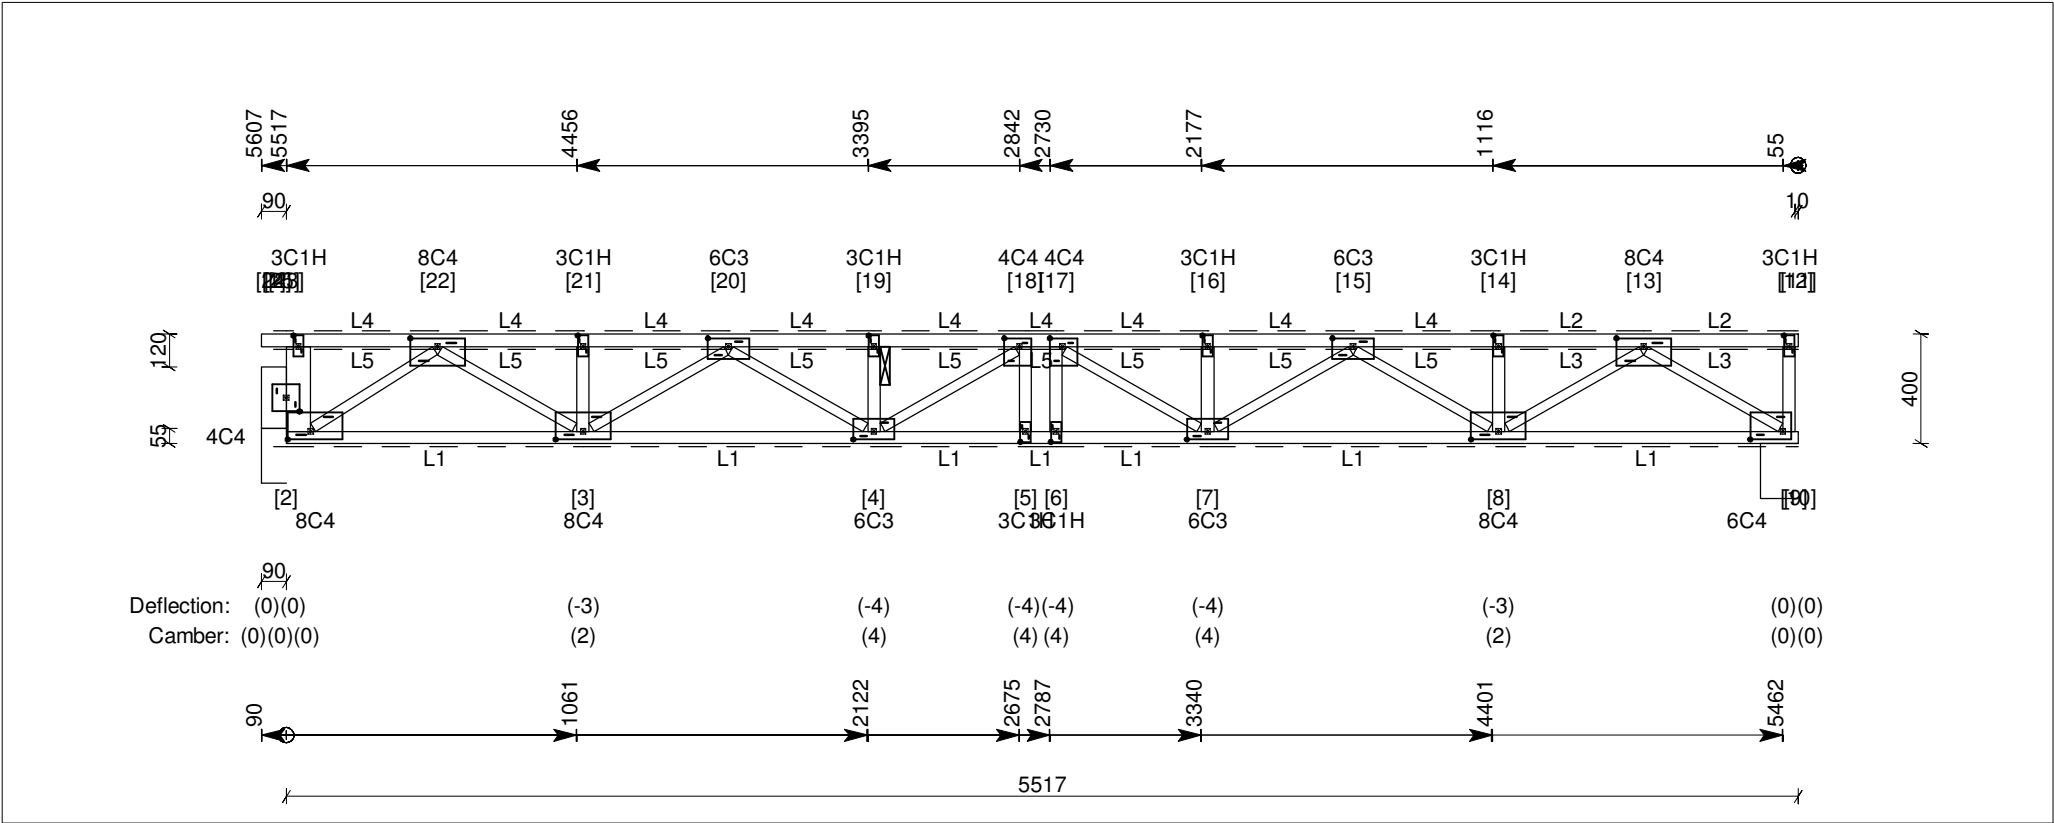 5607 5517 4456 3395 2842 2730 2177 1116 55
90 10
3C1H 8C4 3C1H 6C3 3C1H 4C4 4C4 3C1H 6C3 3C1H 8C4 3C1H
[22] [21] [20] [19] [18] [17] [16] [15] [14] [13]
L4 L4 L4 L4 L4 L4 L4 L4 L4 L2 L2
120
L5 L5 L5 L5 L5 L5 L5 L5 L3 L3
400
55 4C4
L1 L1 L1 L1 L1 L1 L1
[2] [3] [4] [5] [6] [7] [8]
8C4 8C4 6C3 3C1H 3C1H 6C3 8C4 6C4
90
Deflection: (0)(0) (-3) (-4) (-4)(-4) (-4) (-3) (0)(0)
Camber: (0)(0)(0) (2) (4) (4) (4) (4) (2) (0)(0)
90 1061 2122 2675 2787 3340 4401 5462
5517